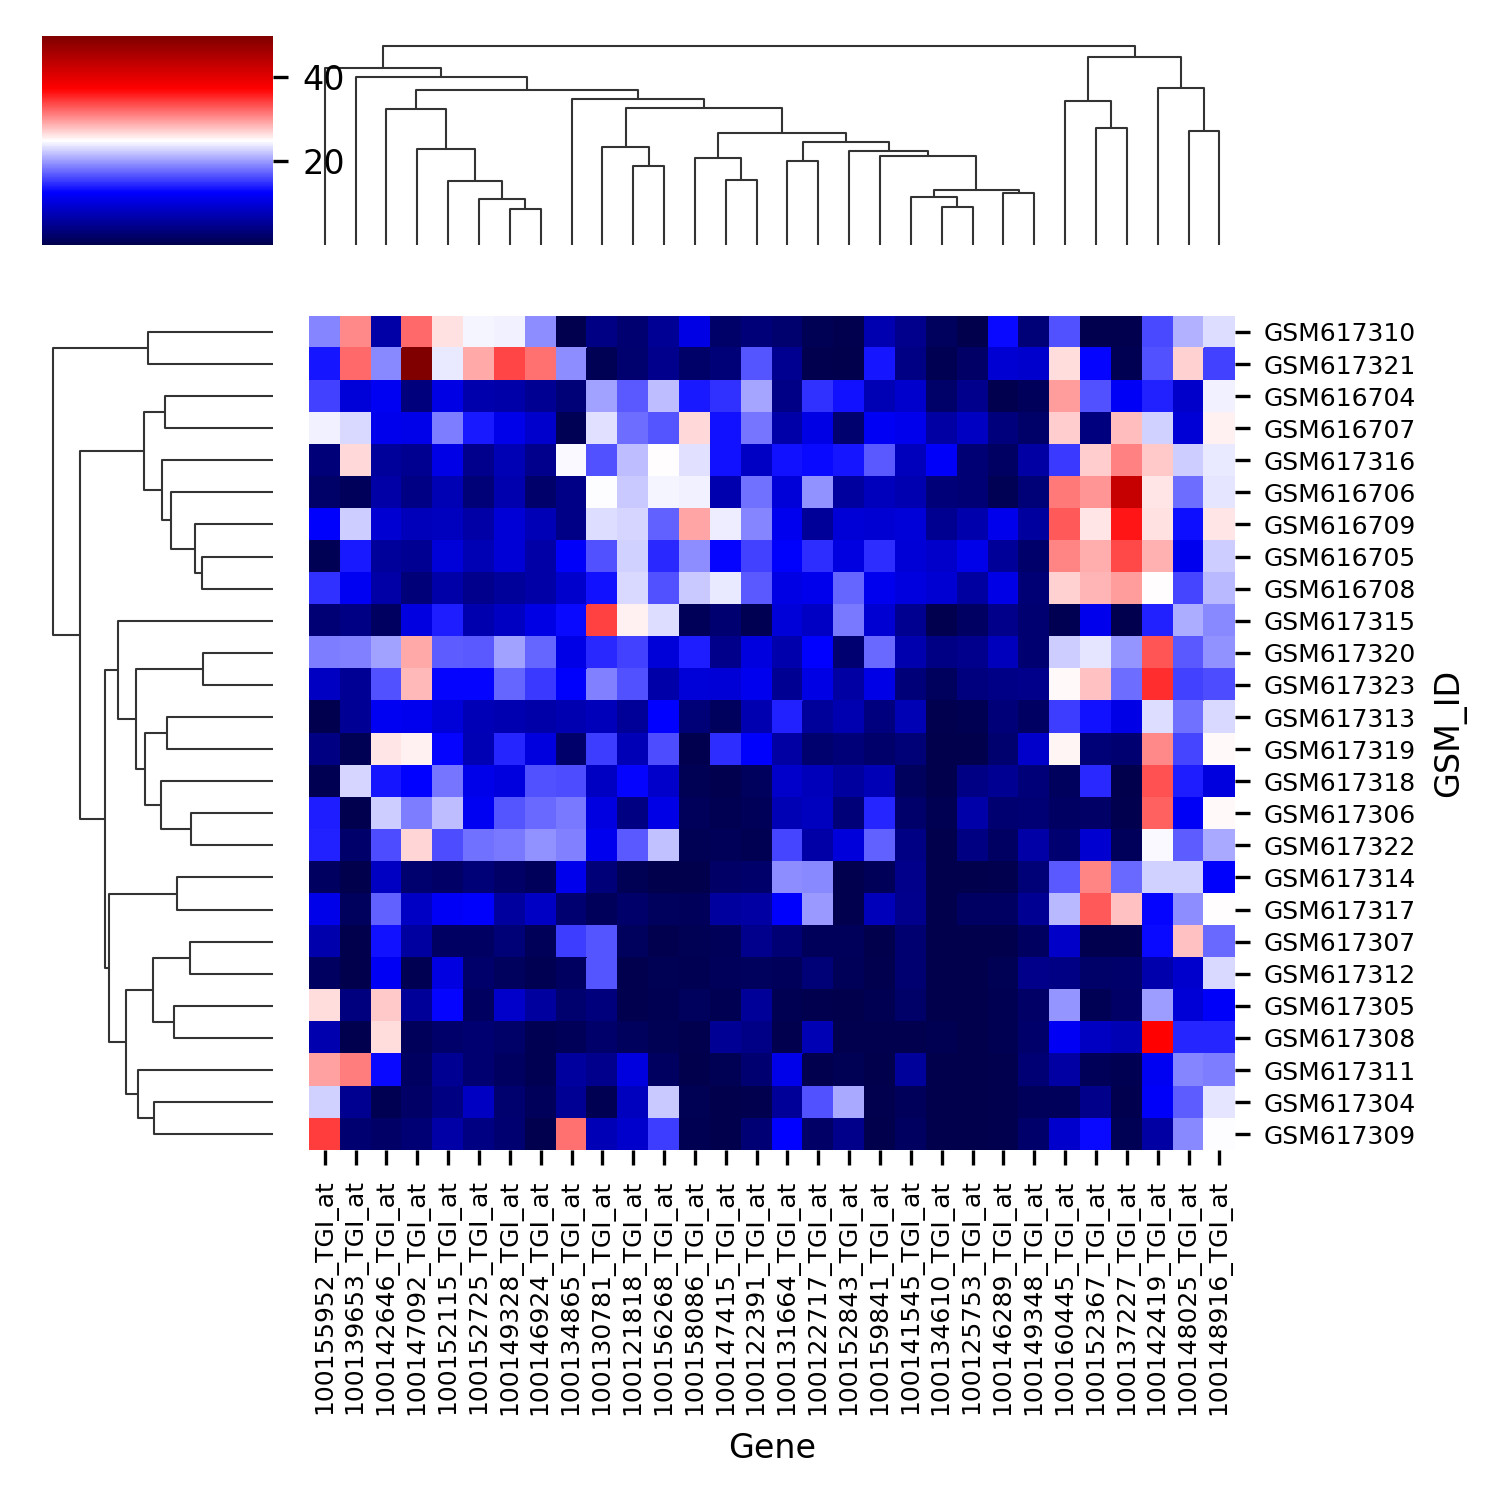 40
20
GSM617310
GSM617321
GSM616704
GSM616707
GSM617316
GSM616706
GSM616709
GSM616705
GSM616708
GSM617315
GSM617320
GSM617323
GSM617313
GSM617319
GSM617318
GSM617306
GSM617322
GSM617314
GSM617317
GSM617307
GSM617312
GSM617305
GSM617308
GSM617311
GSM617304
GSM617309
GSM_ID
100155952_TGI_at
100139653_TGI_at
100142646_TGI_at
100147092_TGI_at
100152115_TGI_at
100152725_TGI_at
100149328_TGI_at
100146924_TGI_at
100134865_TGI_at
100130781_TGI_at
100121818_TGI_at
100156268_TGI_at
100158086_TGI_at
100147415_TGI_at
100122391_TGI_at
100131664_TGI_at
100122717_TGI_at
100152843_TGI_at
100159841_TGI_at
100141545_TGI_at
100134610_TGI_at
100125753_TGI_at
100146289_TGI_at
100149348_TGI_at
100160445_TGI_at
100152367_TGI_at
100137227_TGI_at
100142419_TGI_at
100148025_TGI_at
100148916_TGI_at
Gene